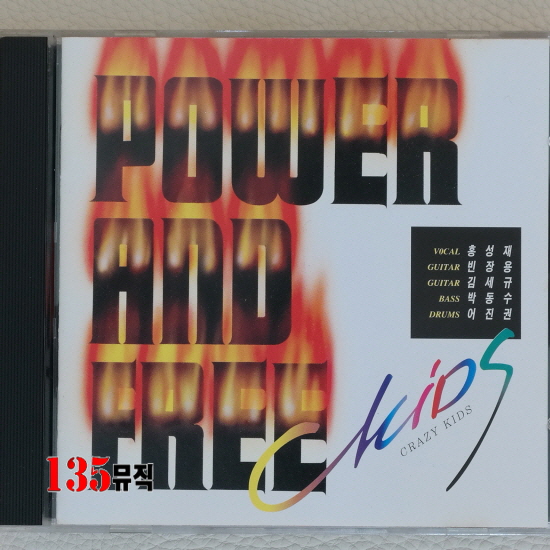 POWER
AND
FREE
VOCAL 홍성재
GUITAR 빈장용
GUITAR 김세규
BASS 박동수
DRUMS 어진권
C KIDS
CRAZY KIDS
135뮤직